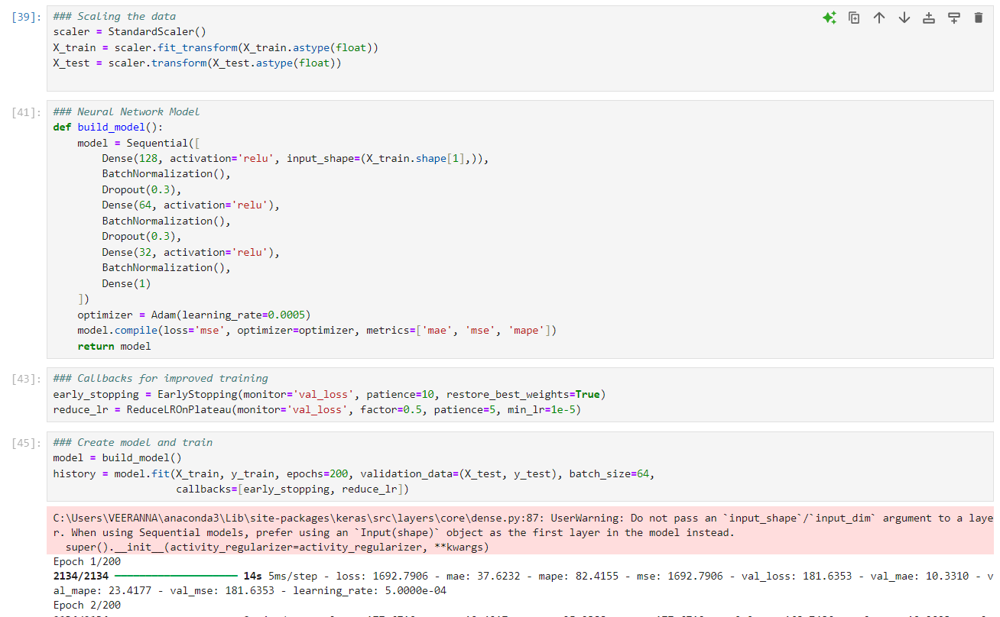 [39]:
### Scaling the data
scaler = StandardScaler()
X_train = scaler.fit_transform(X_train.astype(float))
X_test = scaler.transform(X_test.astype(float))
[41]:
### Neural Network Model
def build_model():
    model = Sequential([
        Dense(128, activation='relu', input_shape=(X_train.shape[1],)),
        BatchNormalization(),
        Dropout(0.3),
        Dense(64, activation='relu'),
        BatchNormalization(),
        Dropout(0.3),
        Dense(32, activation='relu'),
        BatchNormalization(),
        Dense(1)
    ])
    optimizer = Adam(learning_rate=0.0005)
    model.compile(loss='mse', optimizer=optimizer, metrics=['mae', 'mse', 'mape'])
    return model
[43]:
### Callbacks for improved training
early_stopping = EarlyStopping(monitor='val_loss', patience=10, restore_best_weights=True)
reduce_lr = ReduceLROnPlateau(monitor='val_loss', factor=0.5, patience=5, min_lr=1e-5)
[45]:
### Create model and train
model = build_model()
history = model.fit(X_train, y_train, epochs=200, validation_data=(X_test, y_test), batch_size=64,
                    callbacks=[early_stopping, reduce_lr])
C:\Users\VEERANNA\anaconda3\Lib\site-packages\keras\src\layers\core\dense.py:87: UserWarning: Do not pass an `input_shape`/`input_dim` argument to a laye
r. When using Sequential models, prefer using an `Input(shape)` object as the first layer in the model instead.
  super().__init__(activity_regularizer=activity_regularizer, **kwargs)
Epoch 1/200
2134/2134 ━━━━━━━━━━━━━━━━━━━━ 14s 5ms/step - loss: 1692.7906 - mae: 37.6232 - mape: 82.4155 - mse: 1692.7906 - val_loss: 181.6353 - val_mae: 10.3310 - v
al_mape: 23.4177 - val_mse: 181.6353 - learning_rate: 5.0000e-04
Epoch 2/200